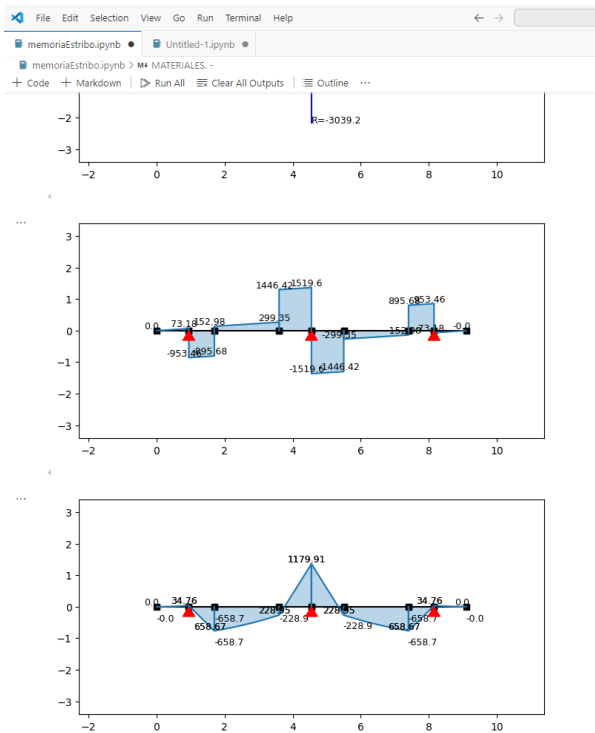 File Edit Selection View Go Run Terminal Help
memoriaEstribo.ipynb Untitled-1.ipynb
memoriaEstribo.ipynb > M↓ MATERIALES. -
+ Code + Markdown Run All Clear All Outputs Outline ...
−2
R=-3039.2
−3
−2 0 2 4 6 8 10
...
3
2
1446.42 1519.6
895.68 953.46
1
0.0 73.18 152.98 299.35 73.18 -0.0
0
-299.35
-953.46 -895.68
−1
-1519.6 -1446.42
−2
−3
−2 0 2 4 6 8 10
...
3
2
1179.91
1
0.0 34.76 34.76 0.0
0
228.95 228.95
-0.0 -658.7 -228.9 -658.7 -0.0
658.67 -228.9 658.67
−1
-658.7 -658.7
−2
−3
−2 0 2 4 6 8 10